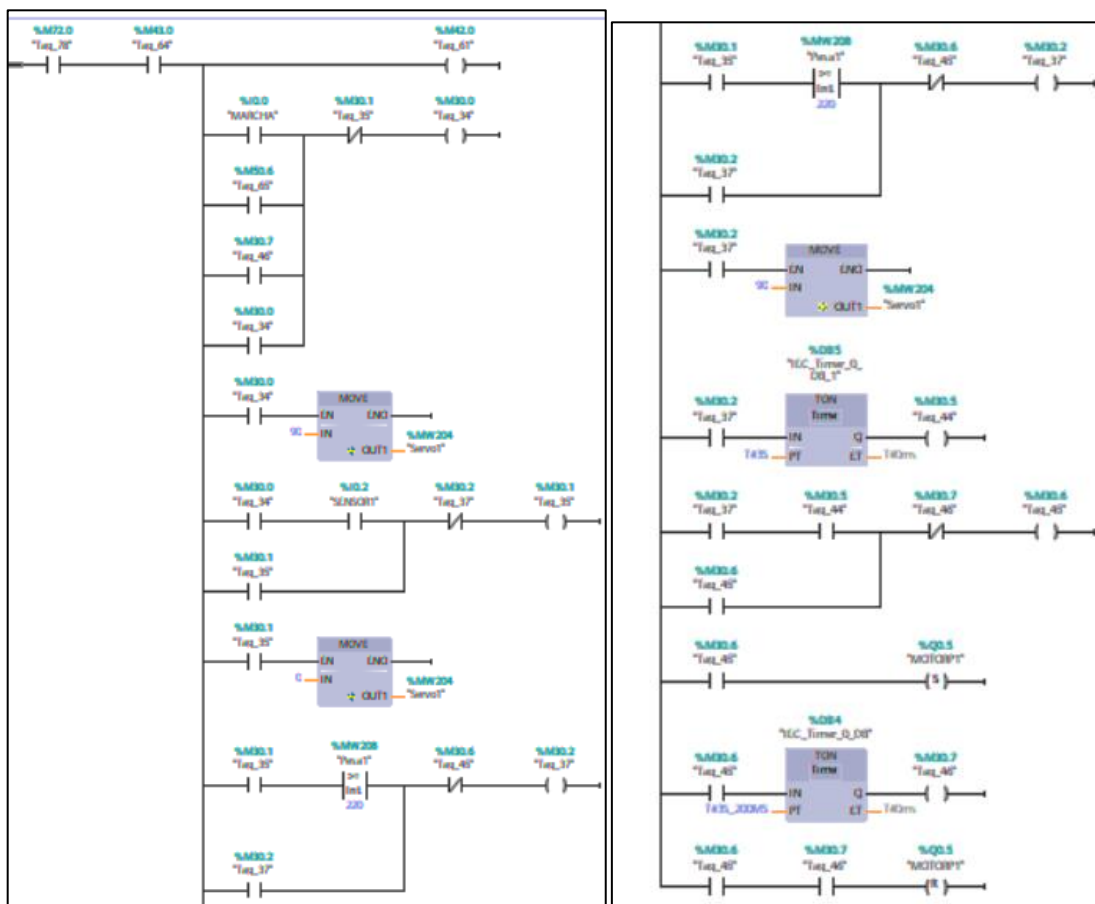 %M72.0 %M43.0 %M42.0
"Tag_78" "Tag_64" "Tag_61"
%I0.0 %M30.1 %M30.0
"MARCHA" "Tag_35" "Tag_34"
%M50.6
"Tag_65"
%M30.7
"Tag_46"
%M30.0
"Tag_34"
%M30.0
"Tag_34"
MOVE
EN ENO
90 IN
%MW204
OUT1 "Servo1"
%M30.0 %I0.2 %M30.2 %M30.1
"Tag_34" "SENSOR1" "Tag_37" "Tag_35"
%M30.1
"Tag_35"
%M30.1
"Tag_35"
MOVE
EN ENO
0 IN
%MW204
OUT1 "Servo1"
%M30.1 %MW208 %M30.6 %M30.2
"Tag_35" "Tag_45" "Tag_37"
>=
Int
220
%M30.2
"Tag_37"
%M30.1 %MW208 %M30.6 %M30.2
"Tag_35" "Tag_45" "Tag_37"
>=
Int
220
%M30.2
"Tag_37"
%M30.2
"Tag_37"
MOVE
EN ENO
90 IN
%MW204
OUT1 "Servo1"
%DB5
"IEC_Timer_0_
DB_1"
%M30.2 TON %M30.5
"Tag_37" Time "Tag_44"
IN Q
T#3S PT ET T#0ms
%M30.2 %M30.5 %M30.7 %M30.6
"Tag_37" "Tag_44" "Tag_46" "Tag_45"
%M30.6
"Tag_45"
%M30.6 %Q0.5
"Tag_45" "MOTORP1"
S
%DB4
"IEC_Timer_0_DB"
%M30.6 TON %M30.7
"Tag_45" Time "Tag_46"
IN Q
T#3S_200MS PT ET T#0ms
%M30.6 %M30.7 %Q0.5
"Tag_45" "Tag_46" "MOTORP1"
R